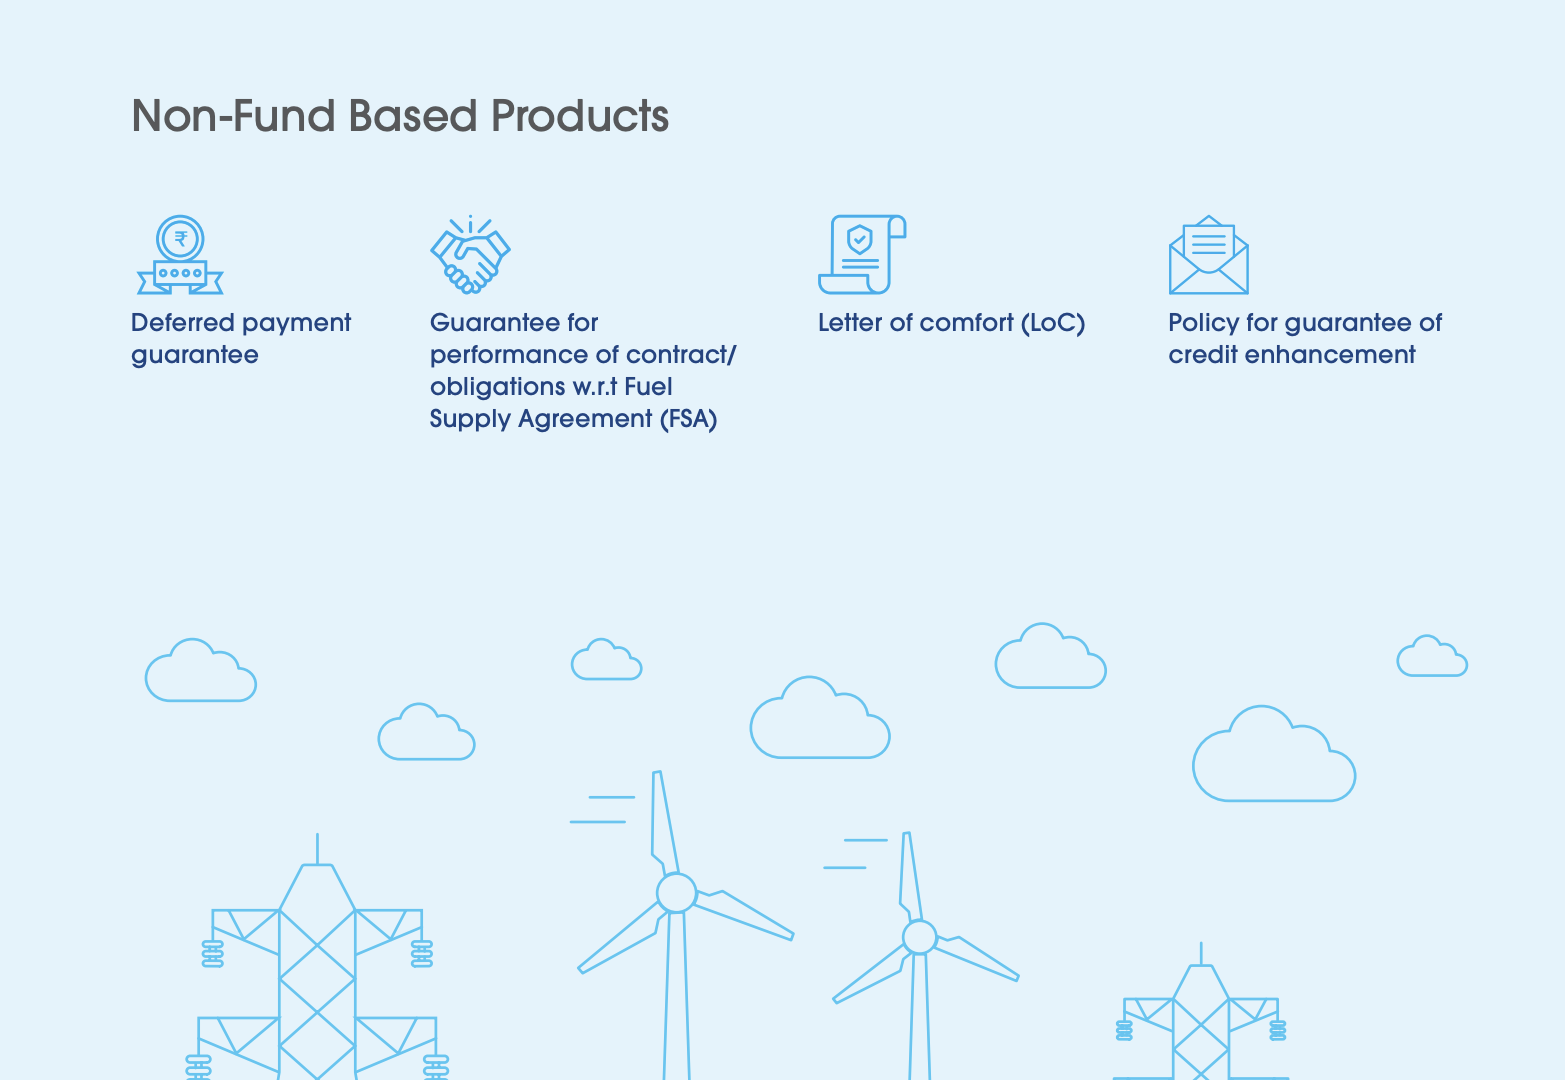 Non-Fund Based Products
₹
Deferred payment
guarantee
Guarantee for
performance of contract/
obligations w.r.t Fuel
Supply Agreement (FSA)
Letter of comfort (LoC)
Policy for guarantee of
credit enhancement